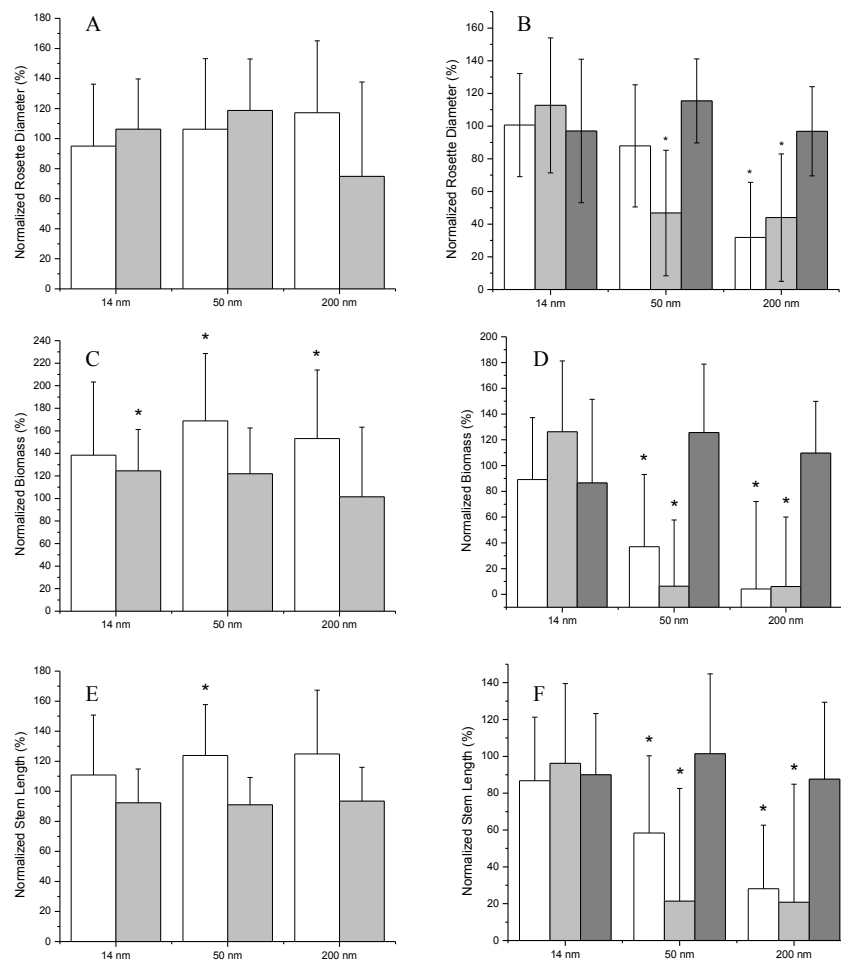 A
Normalized Rosette Diameter (%)
180
160
140
120
100
80
60
40
20
0
14 nm
50 nm
200 nm
B
Normalized Rosette Diameter (%)
160
140
120
100
80
60
40
20
0
*
*
*
14 nm
50 nm
200 nm
C
Normalized Biomass (%)
240
220
200
180
160
140
120
100
80
60
40
20
0
*
*
*
14 nm
50 nm
200 nm
D
Normalized Biomass (%)
200
180
160
140
120
100
80
60
40
20
0
*
*
*
*
14 nm
50 nm
200 nm
E
Normalized Stem Length (%)
180
160
140
120
100
80
60
40
20
0
*
14 nm
50 nm
200 nm
F
Normalized Stem Length (%)
140
120
100
80
60
40
20
0
*
*
*
*
14 nm
50 nm
200 nm